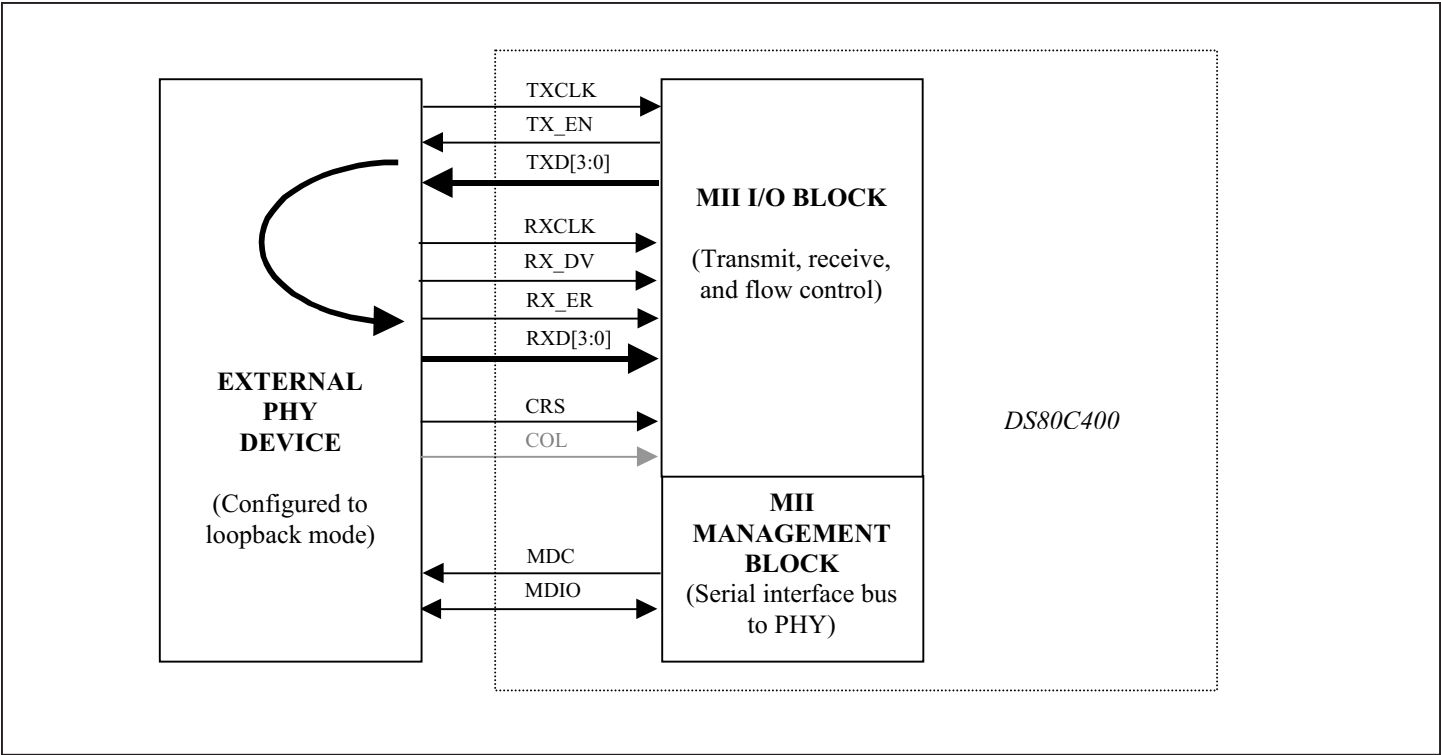 TXCLK
TX_EN
TXD[3:0]
RXCLK
RX_DV
RX_ER
RXD[3:0]
CRS
COL
MDC
MDIO
EXTERNAL
PHY
DEVICE
(Configured to
loopback mode)
MII I/O BLOCK
(Transmit, receive,
and flow control)
MII
MANAGEMENT
BLOCK
(Serial interface bus
to PHY)
DS80C400